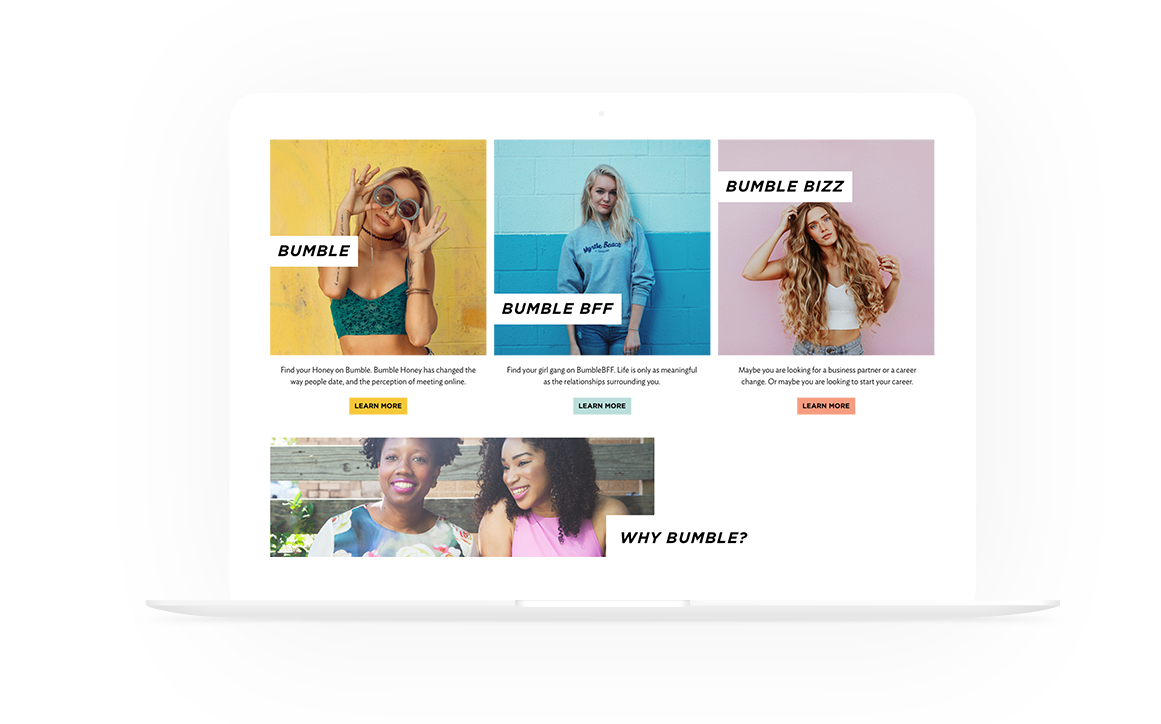 BUMBLE
BUMBLE BFF
BUMBLE BIZZ
Myrtle Beach
Find your Honey on Bumble. Bumble Honey has changed the
way people date, and the perception of meeting online.
LEARN MORE
Find your girl gang on BumbleBFF. Life is only as meaningful
as the relationships surrounding you.
LEARN MORE
Maybe you are looking for a business partner or a career
change. Or maybe you are looking to start your career.
LEARN MORE
WHY BUMBLE?